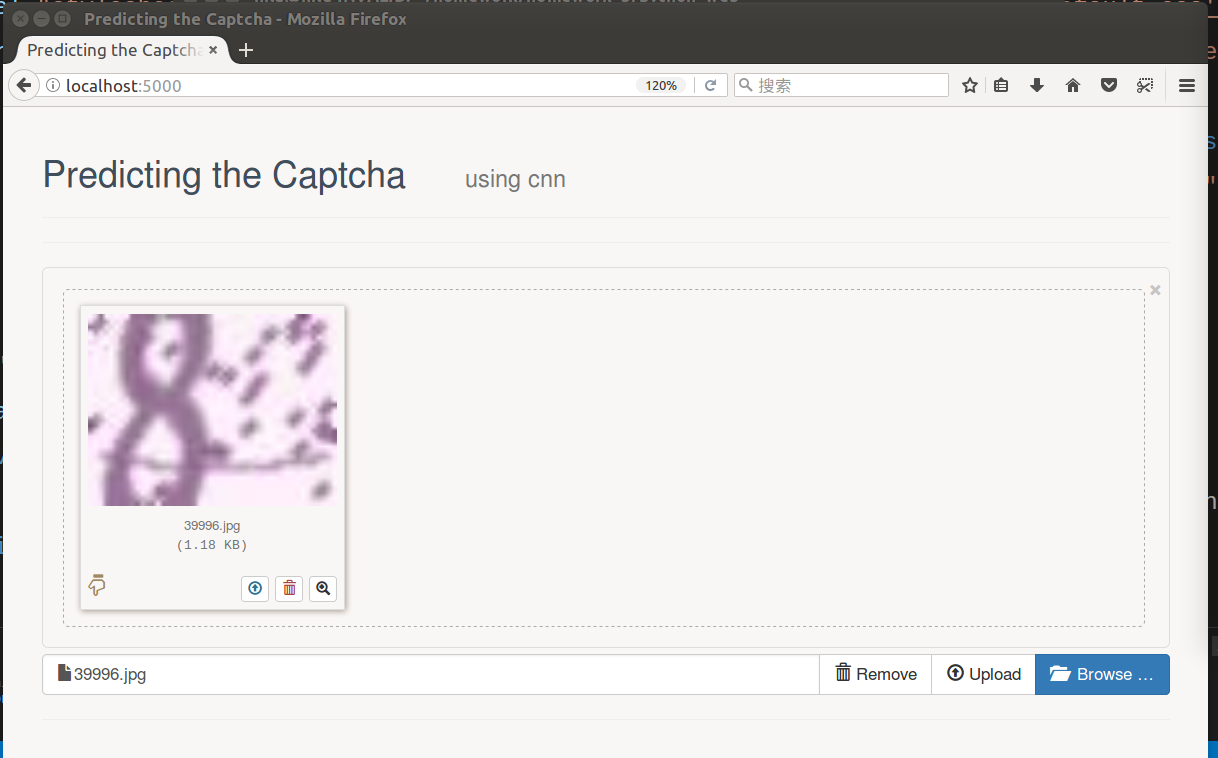 Predicting the Captcha - Mozilla Firefox
Predicting the Captcha
localhost:5000
120%
搜索
Predicting the Captcha
using cnn
8
39996.jpg
(1.18 KB)
39996.jpg
Remove
Upload
Browse ...